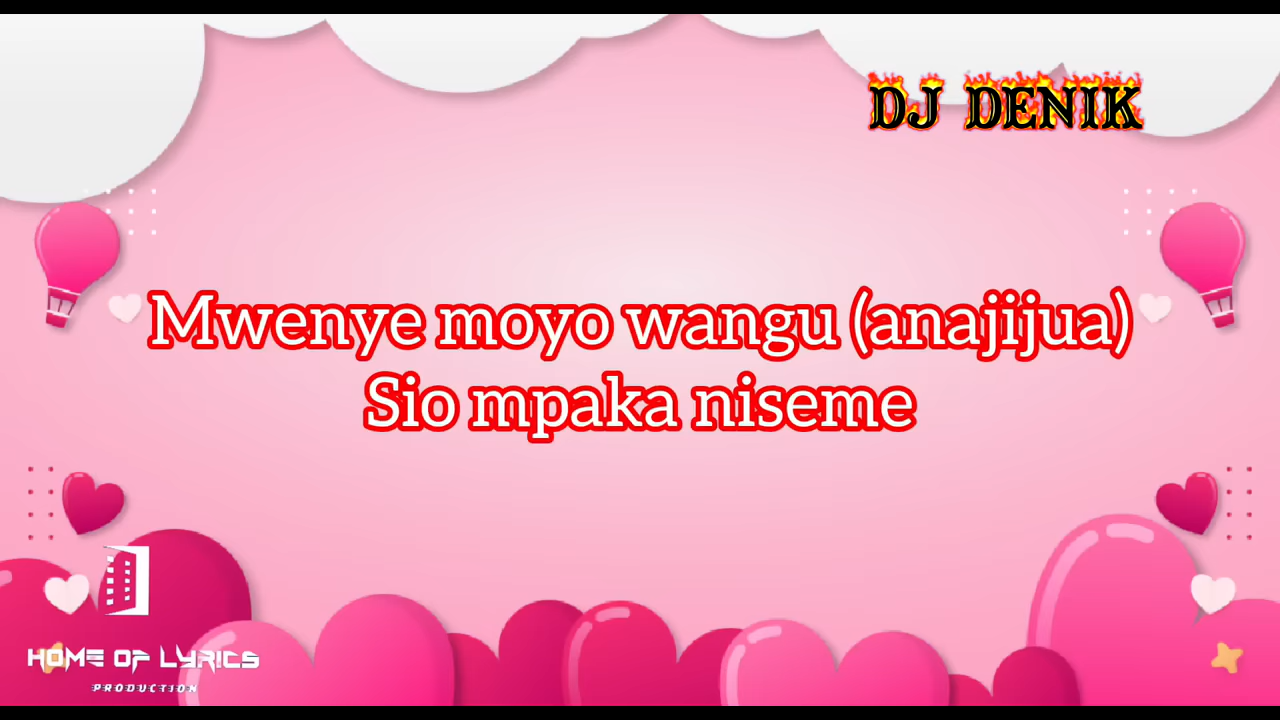 DJ DENIK
Mwenye moyo wangu (anajijua)
Sio mpaka niseme
HOME OF LYRICS
PRODUCTION